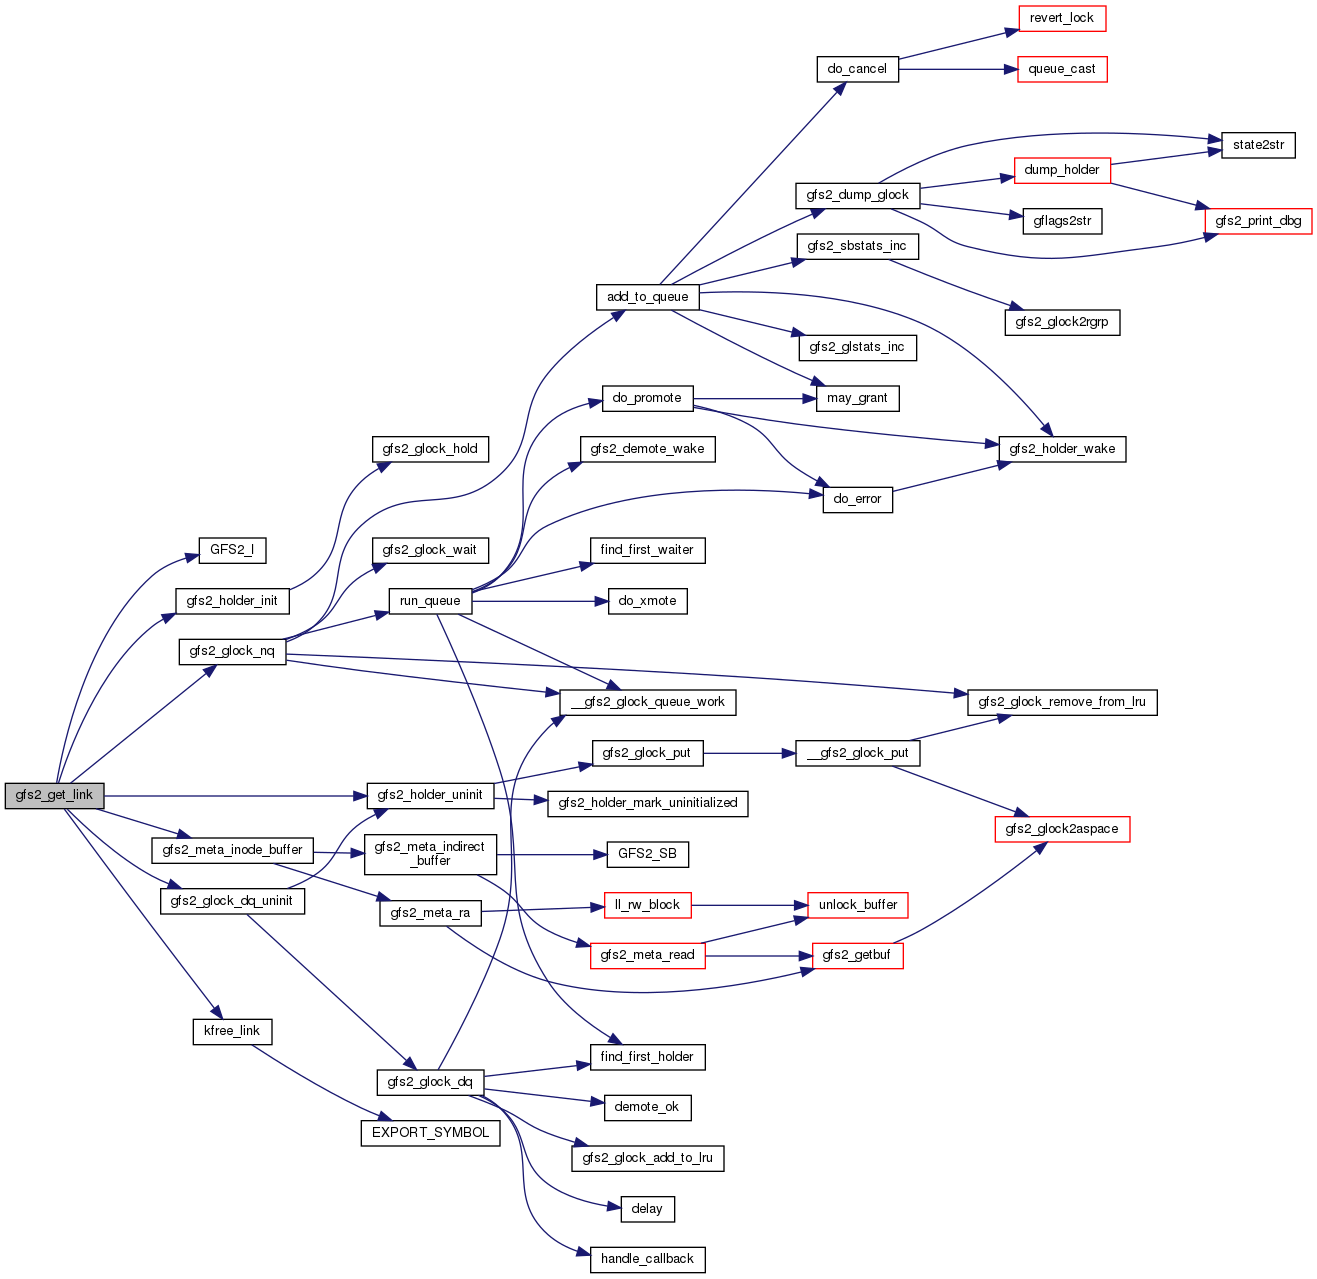 revert_lock
do_cancel
queue_cast
state2str
dump_holder
gfs2_dump_glock
gflags2str
gfs2_print_dbg
gfs2_sbstats_inc
add_to_queue
gfs2_glock2rgrp
gfs2_glstats_inc
do_promote
may_grant
gfs2_glock_hold
gfs2_demote_wake
gfs2_holder_wake
do_error
GFS2_I
gfs2_glock_wait
find_first_waiter
gfs2_holder_init
run_queue
do_xmote
gfs2_glock_nq
__gfs2_glock_queue_work
gfs2_glock_remove_from_lru
gfs2_glock_put
__gfs2_glock_put
gfs2_get_link
gfs2_holder_uninit
gfs2_holder_mark_uninitialized
gfs2_glock2aspace
gfs2_meta_inode_buffer
gfs2_meta_indirect
_buffer
GFS2_SB
gfs2_glock_dq_uninit
gfs2_meta_ra
ll_rw_block
unlock_buffer
gfs2_meta_read
gfs2_getbuf
kfree_link
find_first_holder
gfs2_glock_dq
demote_ok
EXPORT_SYMBOL
gfs2_glock_add_to_lru
delay
handle_callback